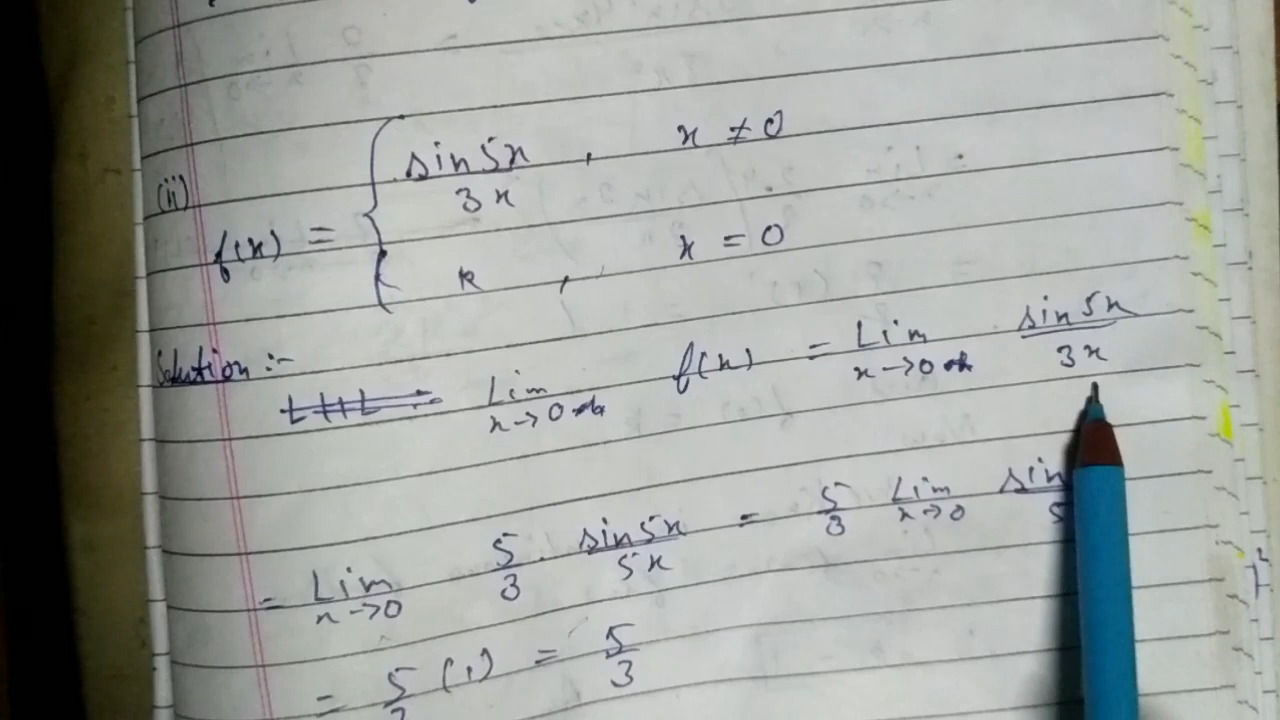 (ii)
f(x) = { sin5x / 3x , x ≠ 0
k , x = 0
Solution :-
Lim x→0 f(x) = Lim x→0 sin5x / 3x
= Lim x→0 5/3 . sin5x / 5x = 5/3 Lim x→0 sin
= 5/3 (1) = 5/3